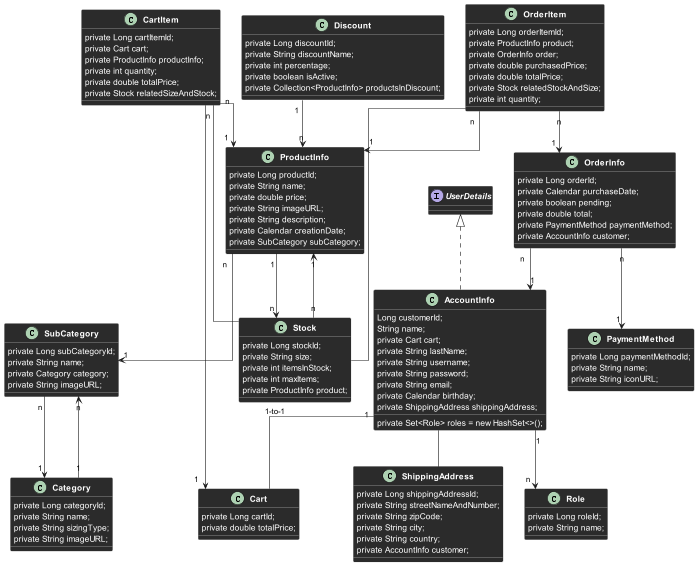 C CartItem
private Long cartItemId;
private Cart cart;
private ProductInfo productInfo;
private int quantity;
private double totalPrice;
private Stock relatedSizeAndStock;
C Discount
private Long discountId;
private String discountName;
private int percentage;
private boolean isActive;
private Collection<ProductInfo> productsInDiscount;
C OrderItem
private Long orderItemId;
private ProductInfo product;
private OrderInfo order;
private double purchasedPrice;
private double totalPrice;
private Stock relatedStockAndSize;
private int quantity;
n
n
1
n
n
n
1
n
1
1
C ProductInfo
private Long productId;
private String name;
private double price;
private String imageURL;
private String description;
private Calendar creationDate;
private SubCategory subCategory;
C OrderInfo
private Long orderId;
private Calendar purchaseDate;
private boolean pending;
private double total;
private PaymentMethod paymentMethod;
private AccountInfo customer;
I UserDetails
n
1
n
1
n
n
1
n
1
1
C SubCategory
private Long subCategoryId;
private String name;
private Category category;
private String imageURL;
C Stock
private Long stockId;
private String size;
private int itemsInStock;
private int maxItems;
private ProductInfo product;
C AccountInfo
Long customerId;
String name;
private Cart cart;
private String lastName;
private String username;
private String password;
private String email;
private Calendar birthday;
private ShippingAddress shippingAddress;
private Set<Role> roles = new HashSet<>();
C PaymentMethod
private Long paymentMethodId;
private String name;
private String iconURL;
n
n
1
1
1-to-1
1
1
1
n
C Category
private Long categoryId;
private String name;
private String sizingType;
private String imageURL;
C Cart
private Long cartId;
private double totalPrice;
C ShippingAddress
private Long shippingAddressId;
private String streetNameAndNumber;
private String zipCode;
private String city;
private String country;
private AccountInfo customer;
C Role
private Long roleId;
private String name;